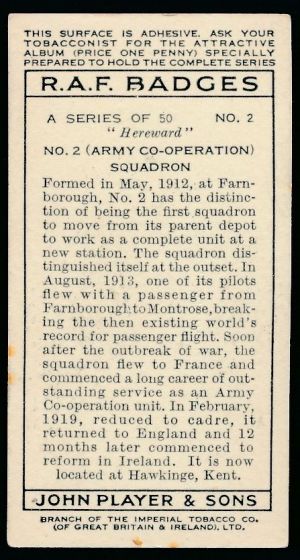 THIS SURFACE IS ADHESIVE. ASK YOUR
TOBACCONIST FOR THE ATTRACTIVE
ALBUM (PRICE ONE PENNY) SPECIALLY
PREPARED TO HOLD THE COMPLETE SERIES
R.A.F. BADGES
A SERIES OF 50 NO. 2
"Hereward"
NO. 2 (ARMY CO-OPERATION)
SQUADRON
Formed in May, 1912, at Farn-
borough, No. 2 has the distinc-
tion of being the first squadron
to move from its parent depot
to work as a complete unit at a
new station. The squadron dis-
tinguished itself at the outset. In
August, 1913, one of its pilots
flew with a passenger from
Farnborough to Montrose, break-
ing the then existing world's
record for passenger flight. Soon
after the outbreak of war, the
squadron flew to France and
commenced a long career of out-
standing service as an Army
Co-operation unit. In February,
1919, reduced to cadre, it
returned to England and 12
months later commenced to
reform in Ireland. It is now
located at Hawkinge, Kent.
JOHN PLAYER & SONS
BRANCH OF THE IMPERIAL TOBACCO CO.
(OF GREAT BRITAIN & IRELAND), LTD.